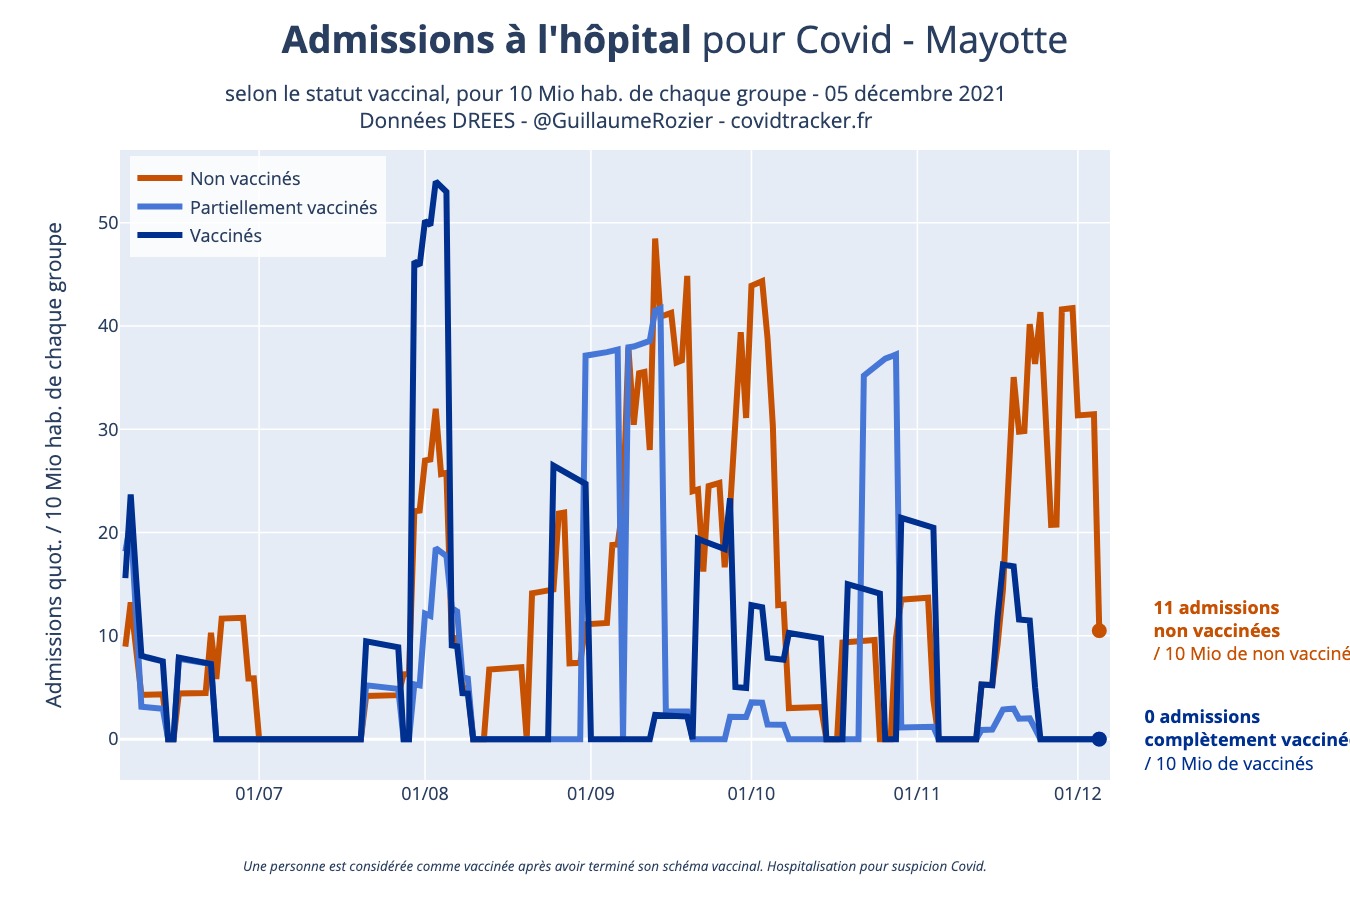 Admissions à l'hôpital pour Covid - Mayotte
selon le statut vaccinal, pour 10 Mio hab. de chaque groupe - 05 décembre 2021
Données DREES - @GuillaumeRozier - covidtracker.fr
Non vaccinés
Partiellement vaccinés
Vaccinés
Admissions quot. / 10 Mio hab. de chaque groupe
50
40
30
20
10
0
01/07
01/08
01/09
01/10
01/11
01/12
11 admissions
non vaccinées
/ 10 Mio de non vacciné
0 admissions
complètement vacciné
/ 10 Mio de vaccinés
Une personne est considérée comme vaccinée après avoir terminé son schéma vaccinal. Hospitalisation pour suspicion Covid.